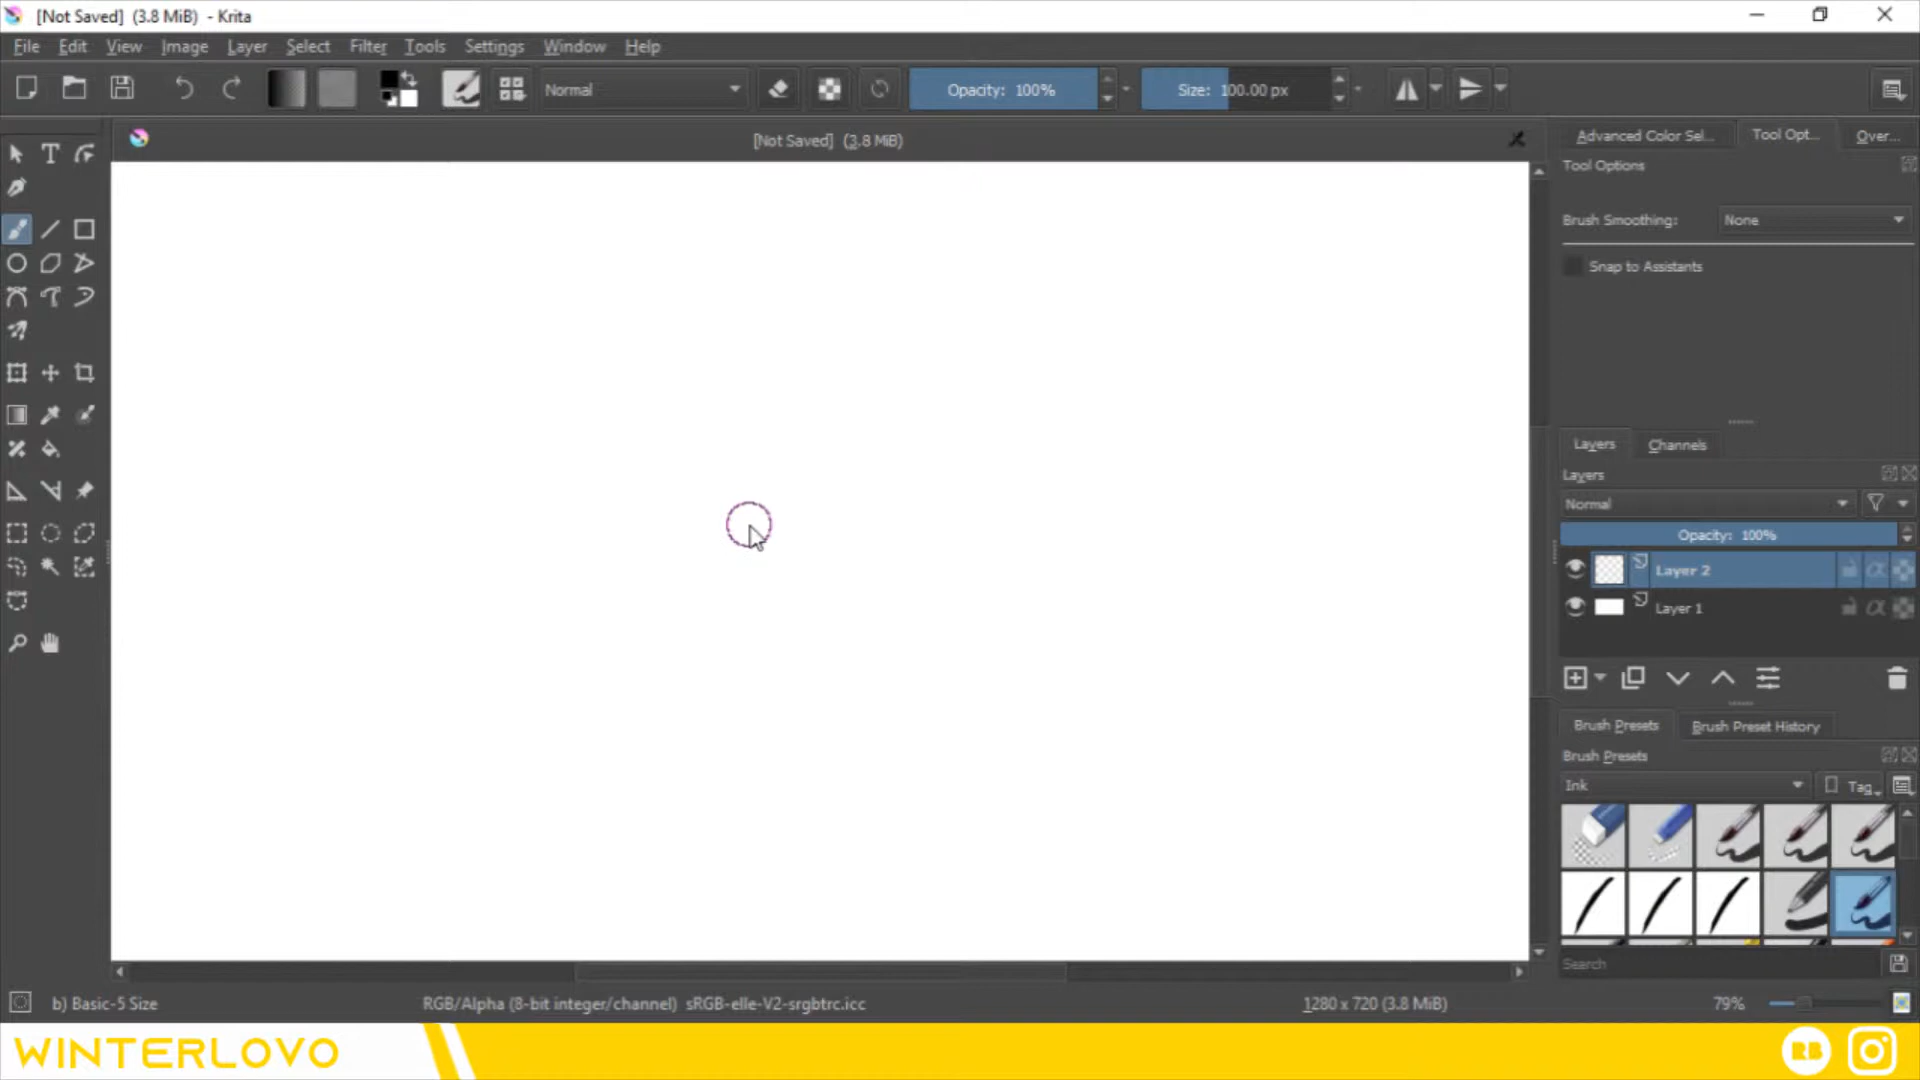 [Not Saved] (3.8 MiB) - Krita
File Edit View Image Layer Select Filter Tools Settings Window Help
Normal Opacity: 100% Size: 100.00 px
[Not Saved] (3.8 MiB)
Advanced Color Sel... Tool Opt... Over...
Tool Options
Brush Smoothing: None
Snap to Assistants
Layers Channels
Layers
Normal
Opacity: 100%
Layer 2
Layer 1
Brush Presets Brush Preset History
Brush Presets
Ink Tag
Search
b) Basic-5 Size RGB/Alpha (8-bit integer/channel) sRGB-elle-V2-srgbtrc.icc 1280 x 720 (3.8 MiB) 79%
WINTERLOVO RB